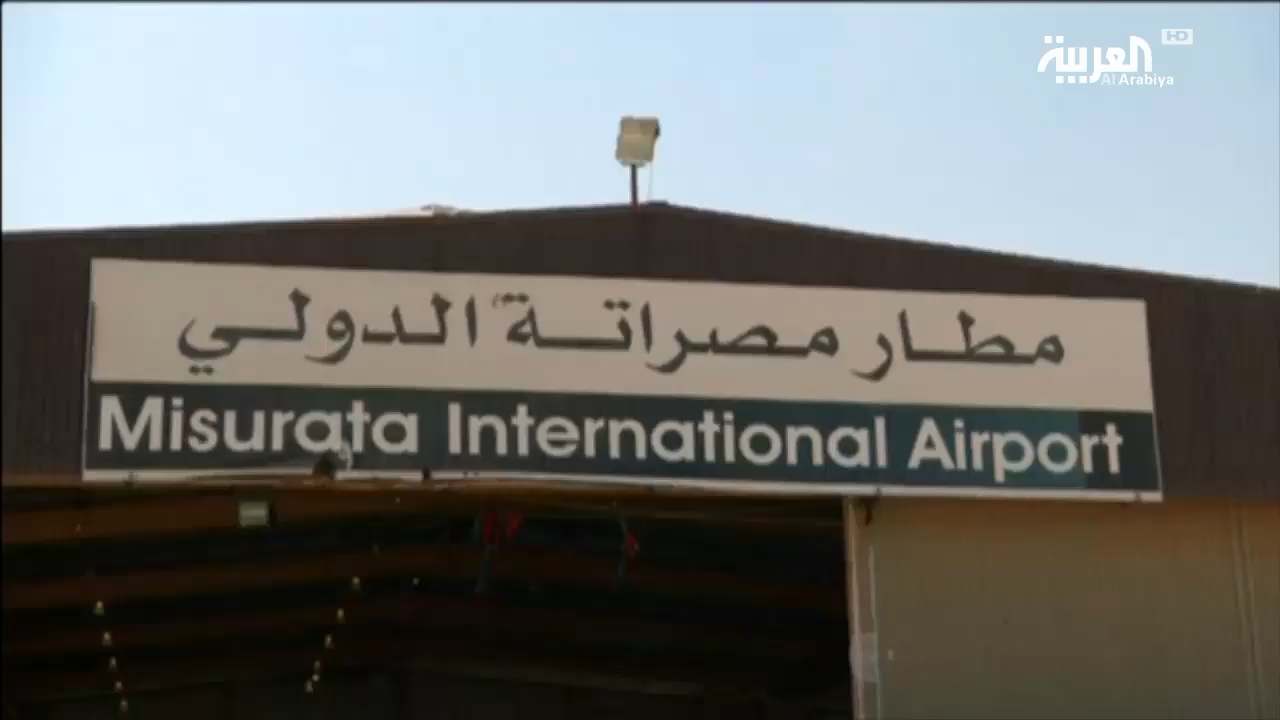 العربية HD
Al Arabiya
مطار مصراتة الدولي
Misurata International Airport